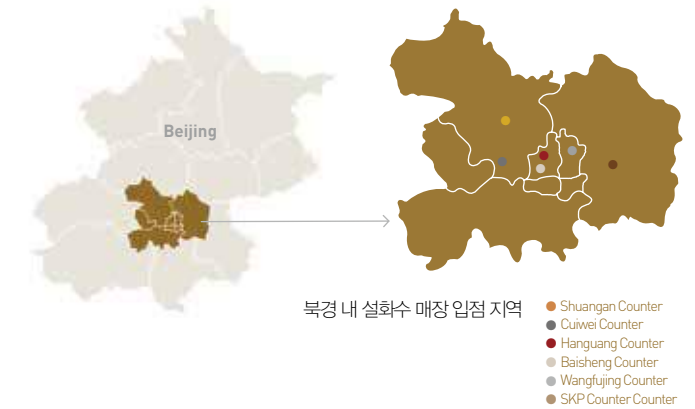 Beijing
북경 내 설화수 매장 입점 지역
Shuangan Counter
Cuiwei Counter
Hanguang Counter
Baisheng Counter
Wangfujing Counter
SKP Counter Counter